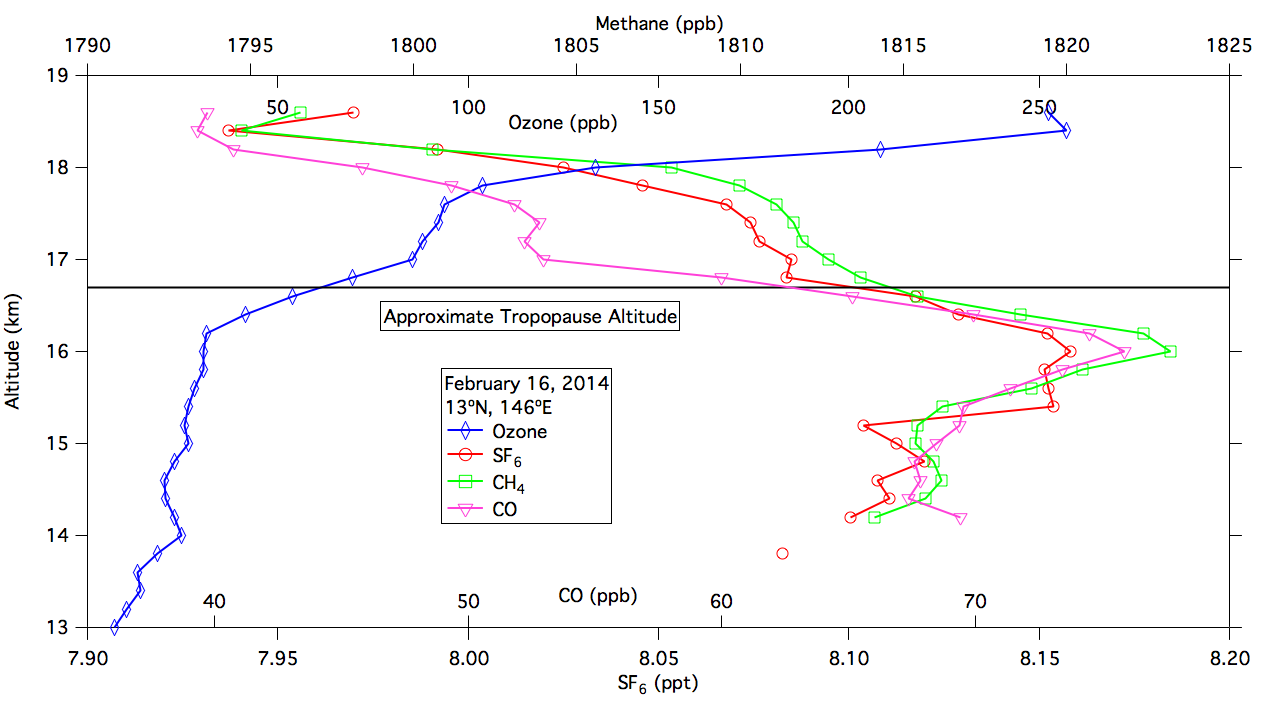 Methane (ppb)
1790 1795 1800 1805 1810 1815 1820 1825
19
50 100 150 200 250
Ozone (ppb)
18
17
Approximate Tropopause Altitude
Altitude (km)
16
February 16, 2014
13ºN, 146ºE
Ozone
SF₆
CH₄
CO
15
14
40 50 CO (ppb) 60 70
13
7.90 7.95 8.00 8.05 8.10 8.15 8.20
SF₆ (ppt)